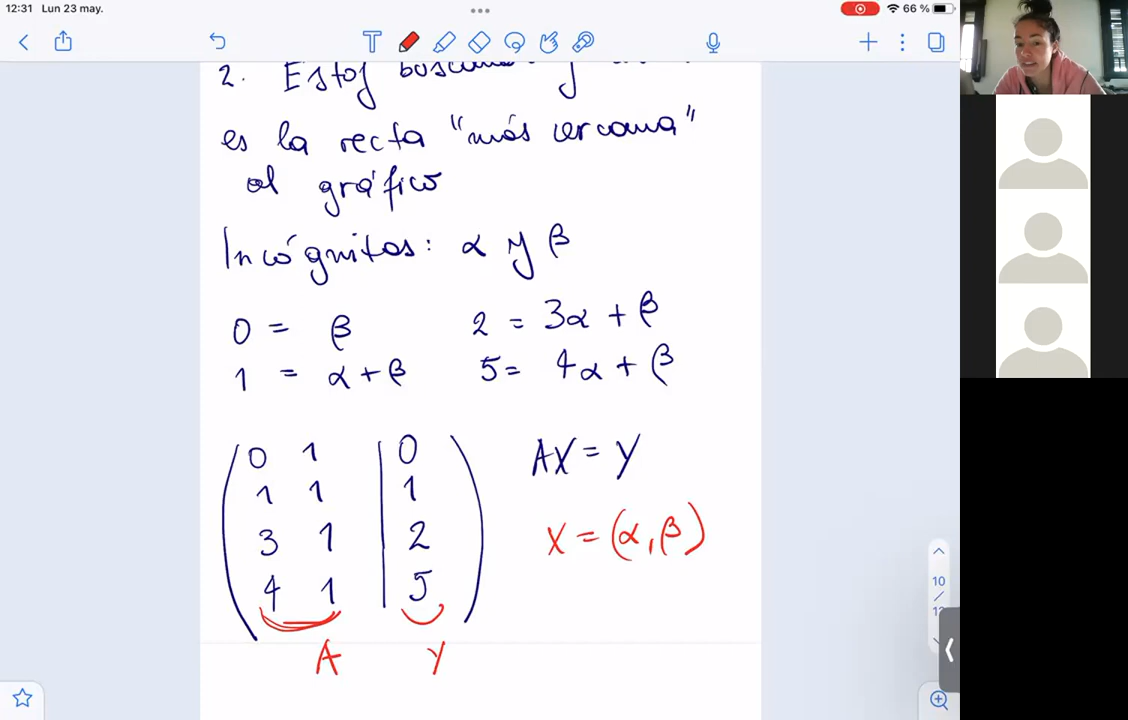 12:31 Lun 23 may.
66 %
2. Estoy
es la recta "más cercana"
al gráfico
Incógnitas: α y β
0 = β 2 = 3α + β
1 = α + β 5 = 4α + β
0 1 | 0 AX = Y
1 1 | 1
3 1 | 2 X = (α, β)
4 1 | 5
A Y
10
/
T